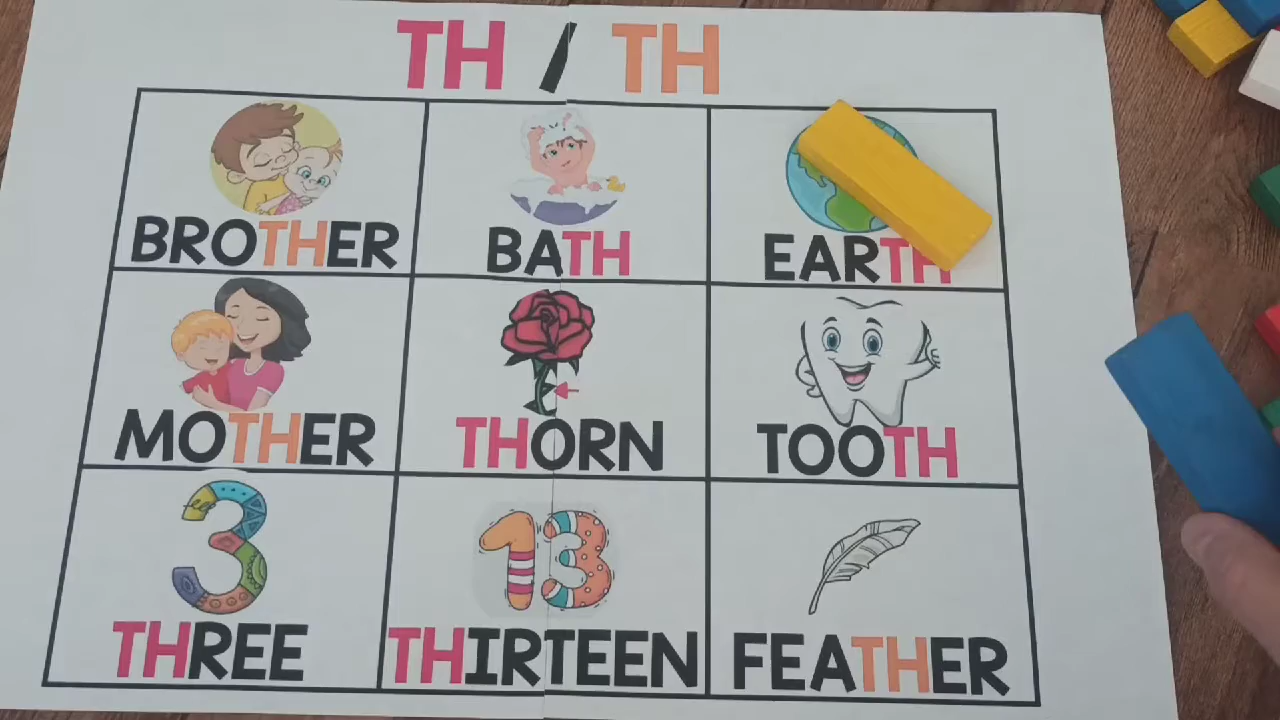 TH / TH
BROTHER BATH EARTH
MOTHER THORN TOOTH
THREE THIRTEEN FEATHER